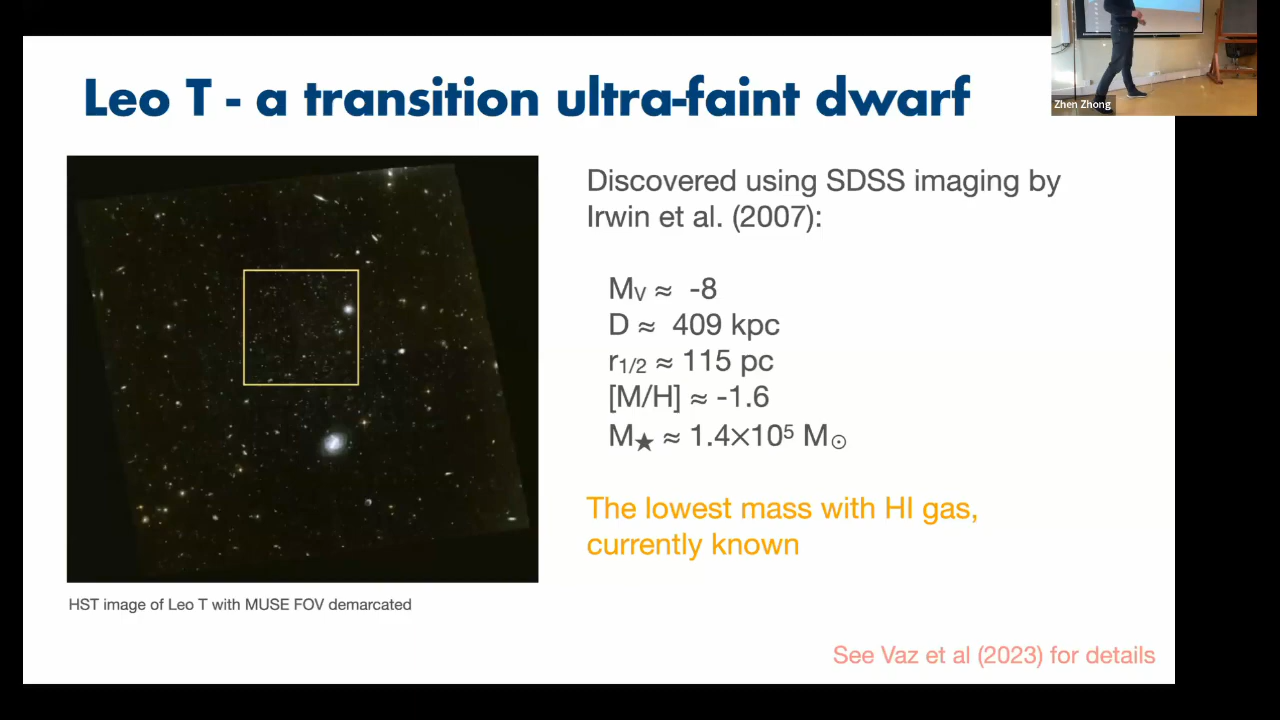 Leo T - a transition ultra-faint dwarf
Zhen Zhong
Discovered using SDSS imaging by
Irwin et al. (2007):
Mᵥ ≈ -8
D ≈ 409 kpc
r₁/₂ ≈ 115 pc
[M/H] ≈ -1.6
M★ ≈ 1.4×10⁵ M☉
The lowest mass with HI gas,
currently known
HST image of Leo T with MUSE FOV demarcated
See Vaz et al (2023) for details